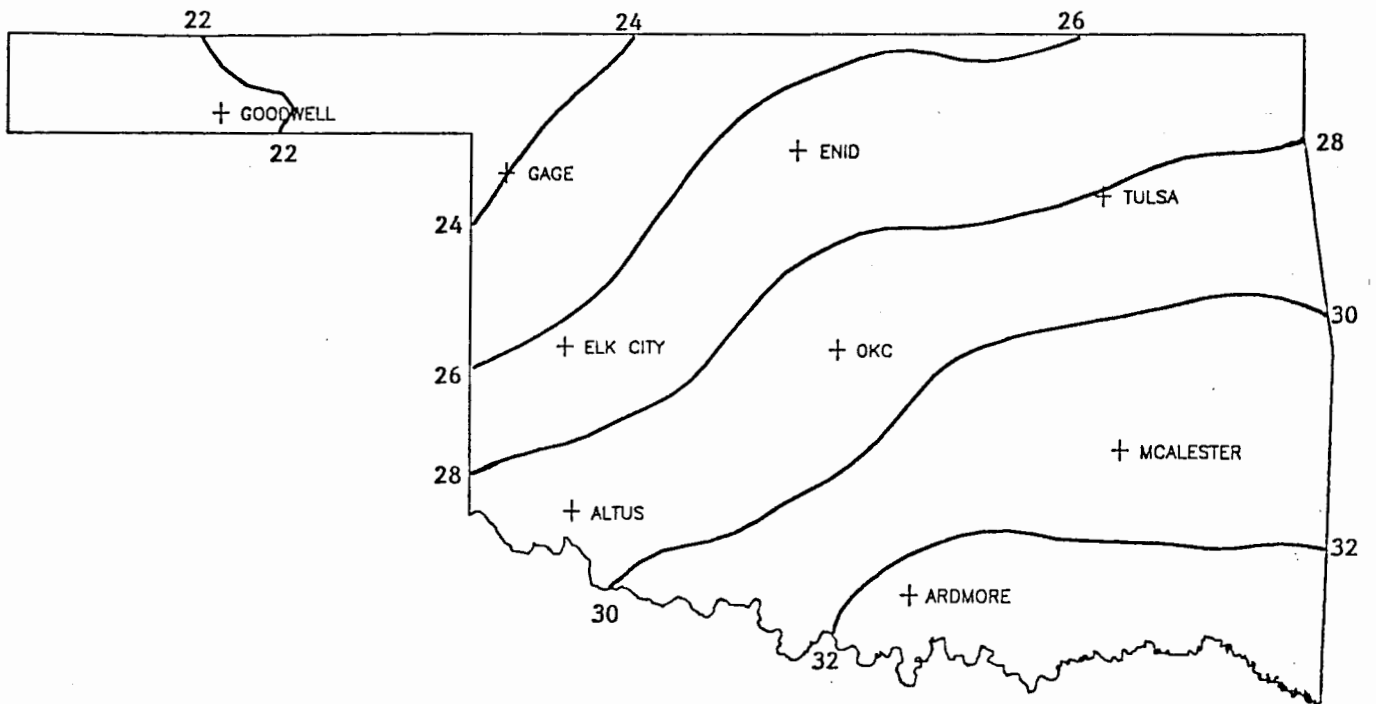 22
24
26
GOODWELL
22
28
ENID
GAGE
TULSA
24
30
ELK CITY
OKC
26
MCALESTER
28
ALTUS
32
ARDMORE
30
32